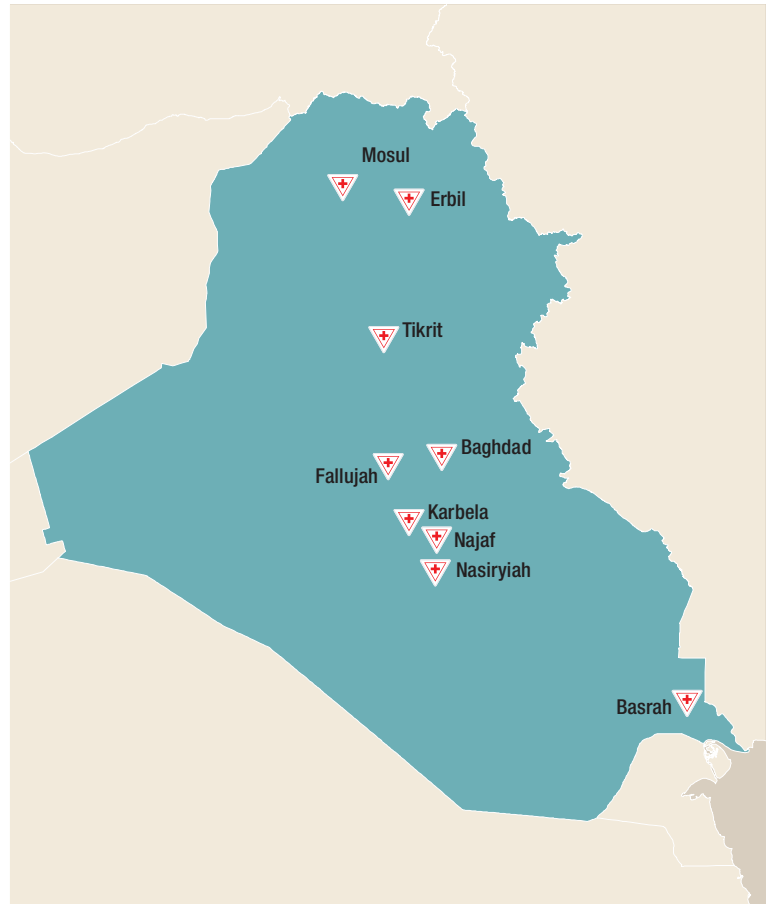 Mosul
Erbil
Tikrit
Baghdad
Fallujah
Karbela
Najaf
Nasiryiah
Basrah